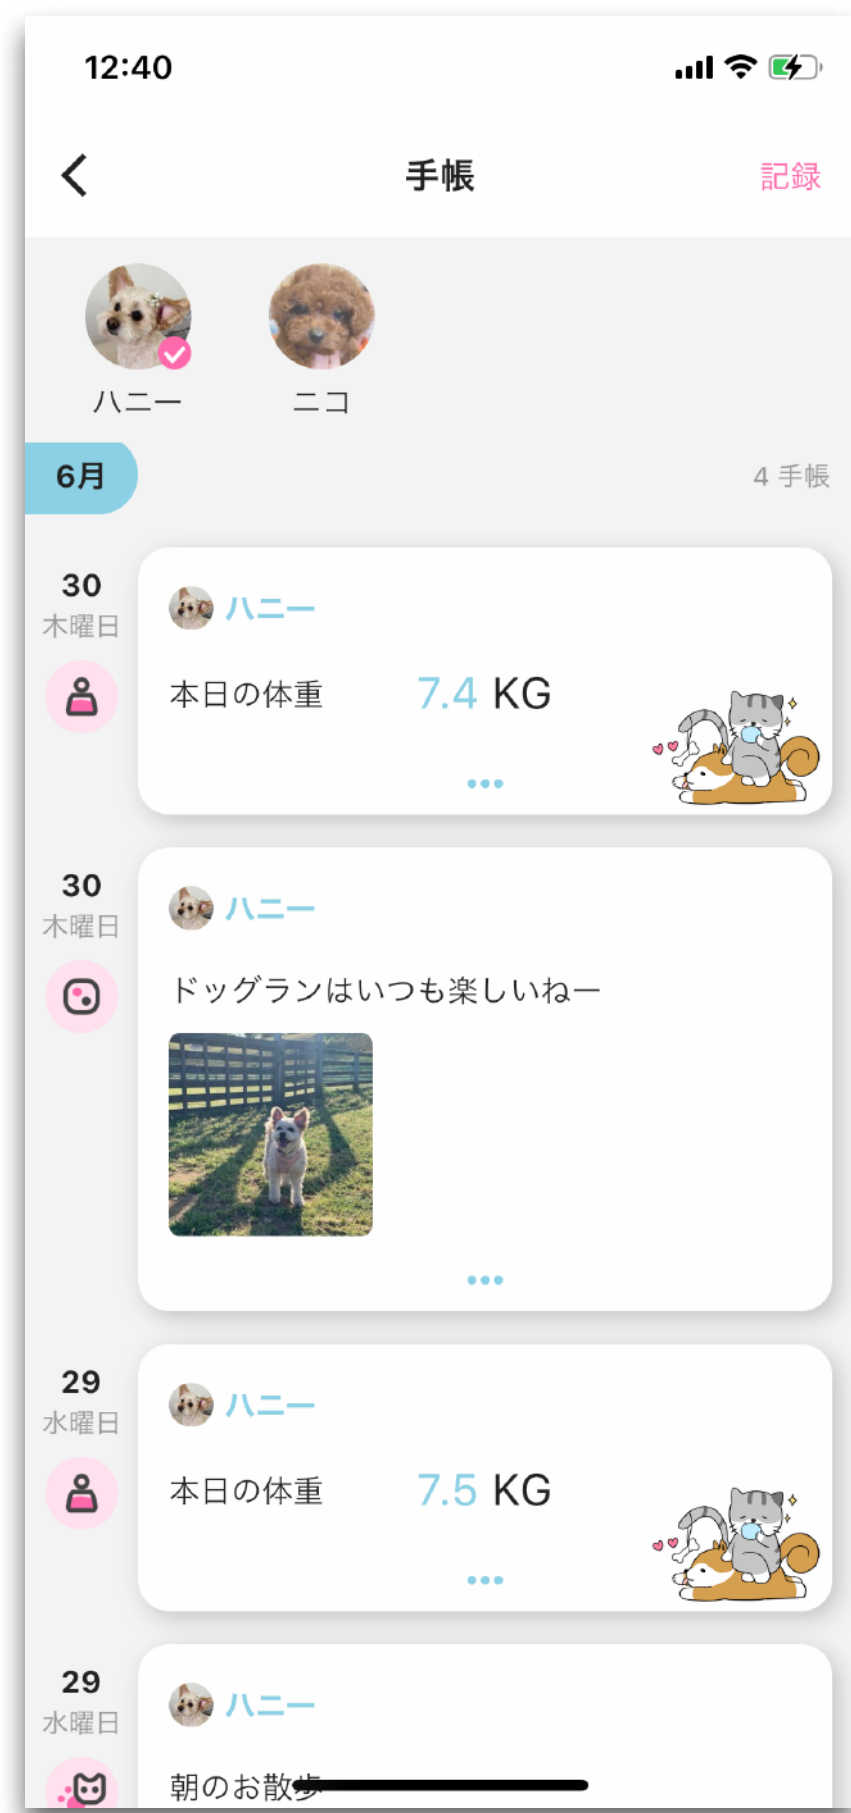 12:40
手帳
記録
ハニー
ニコ
6月
4 手帳
30
木曜日
ハニー
本日の体重 7.4 KG
30
木曜日
ハニー
ドッグランはいつも楽しいねー
29
水曜日
ハニー
本日の体重 7.5 KG
29
水曜日
ハニー
朝のお散歩